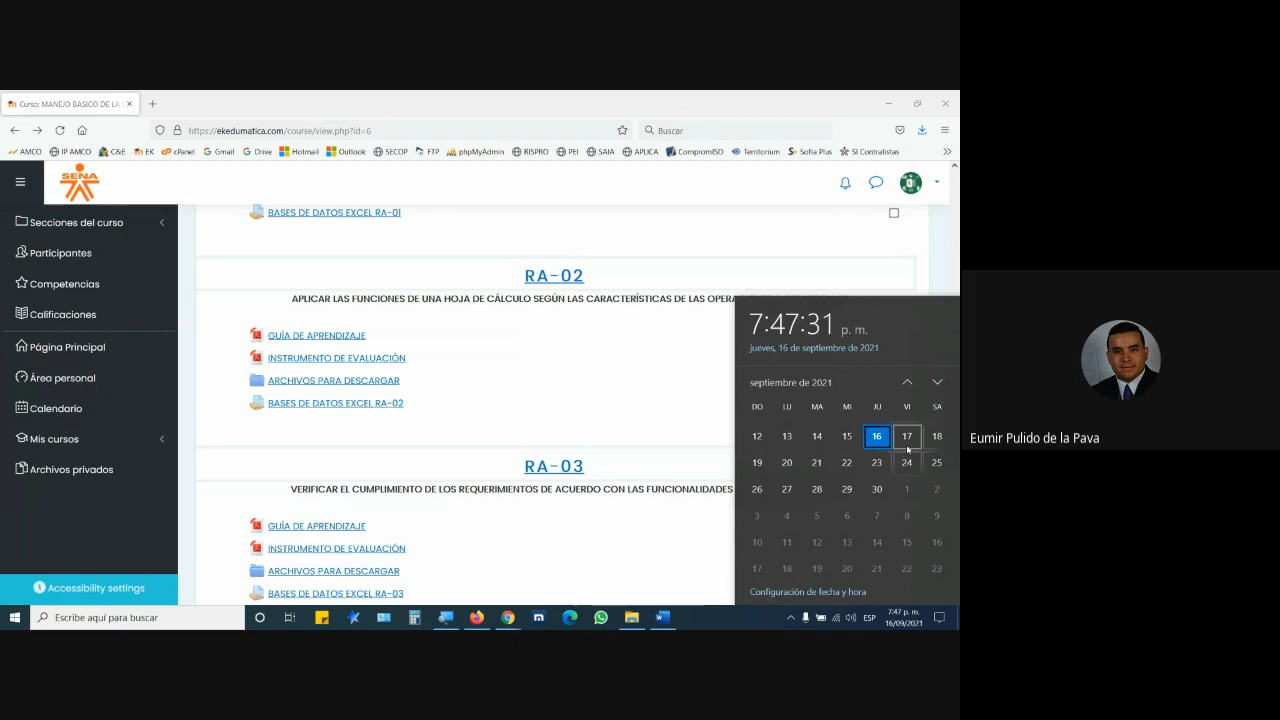 Curso: MANEJO BASICO DE LA
https://ekedumatica.com/course/view.php?id=6
Buscar
AMCO IP AMCO C&E EK cPanel Gmail Drive Hotmail Outlook SECOP FTP phpMyAdmin RISPRO PEI SAIA APLICA CompromISO Territorium Sofia Plus SI Contratistas
SENA
Secciones del curso
Participantes
Competencias
Calificaciones
Página Principal
Área personal
Calendario
Mis cursos
Archivos privados
Accessibility settings
BASES DE DATOS EXCEL RA-01
RA-02
APLICAR LAS FUNCIONES DE UNA HOJA DE CÁLCULO SEGÚN LAS CARACTERÍSTICAS DE LAS
GUÍA DE APRENDIZAJE
INSTRUMENTO DE EVALUACIÓN
ARCHIVOS PARA DESCARGAR
BASES DE DATOS EXCEL RA-02
RA-03
VERIFICAR EL CUMPLIMIENTO DE LOS REQUERIMIENTOS DE ACUERDO CON LAS FUNCIONALIDADES
GUÍA DE APRENDIZAJE
INSTRUMENTO DE EVALUACIÓN
ARCHIVOS PARA DESCARGAR
BASES DE DATOS EXCEL RA-03
7:47:31 p. m.
jueves, 16 de septiembre de 2021
septiembre de 2021
DO LU MA MI JU VI SA
12 13 14 15 16 17 18
19 20 21 22 23 24 25
26 27 28 29 30 1 2
3 4 5 6 7 8 9
10 11 12 13 14 15 16
17 18 19 20 21 22 23
Configuración de fecha y hora
Escribe aquí para buscar
ESP
7:47 p. m.
16/09/2021
Eumir Pulido de la Pava